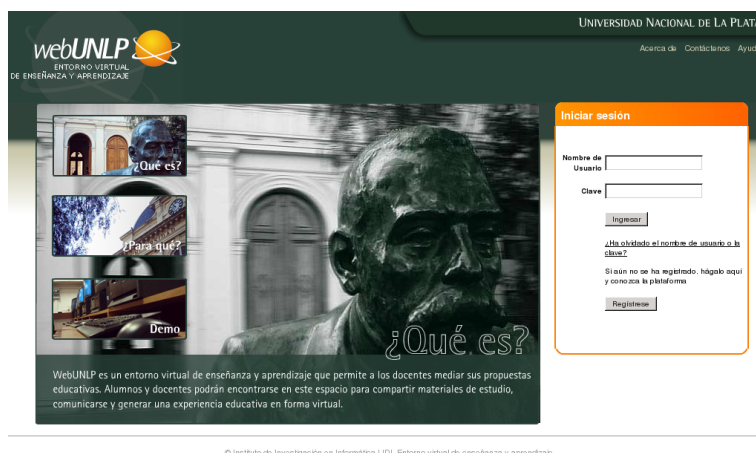 UNIVERSIDAD NACIONAL DE LA
Acerca de Contáctenos
webUNLP
ENTORNO VIRTUAL
DE ENSEÑANZA Y APRENDIZAJE
¿Qué es?
¿Para qué?
Demo
¿Qué es?
WebUNLP es un entorno virtual de enseñanza y aprendizaje que permite a los docentes mediar sus propuestas
educativas. Alumnos y docentes podrán encontrarse en este espacio para compartir materiales de estudio,
comunicarse y generar una experiencia educativa en forma virtual.
Iniciar sesión
Nombre de
Usuario
Clave
Ingresar
¿Ha olvidado el nombre de usuario o la
clave?
Si aún no se ha registrado, hágalo aquí
y conozca la plataforma
Regístrese